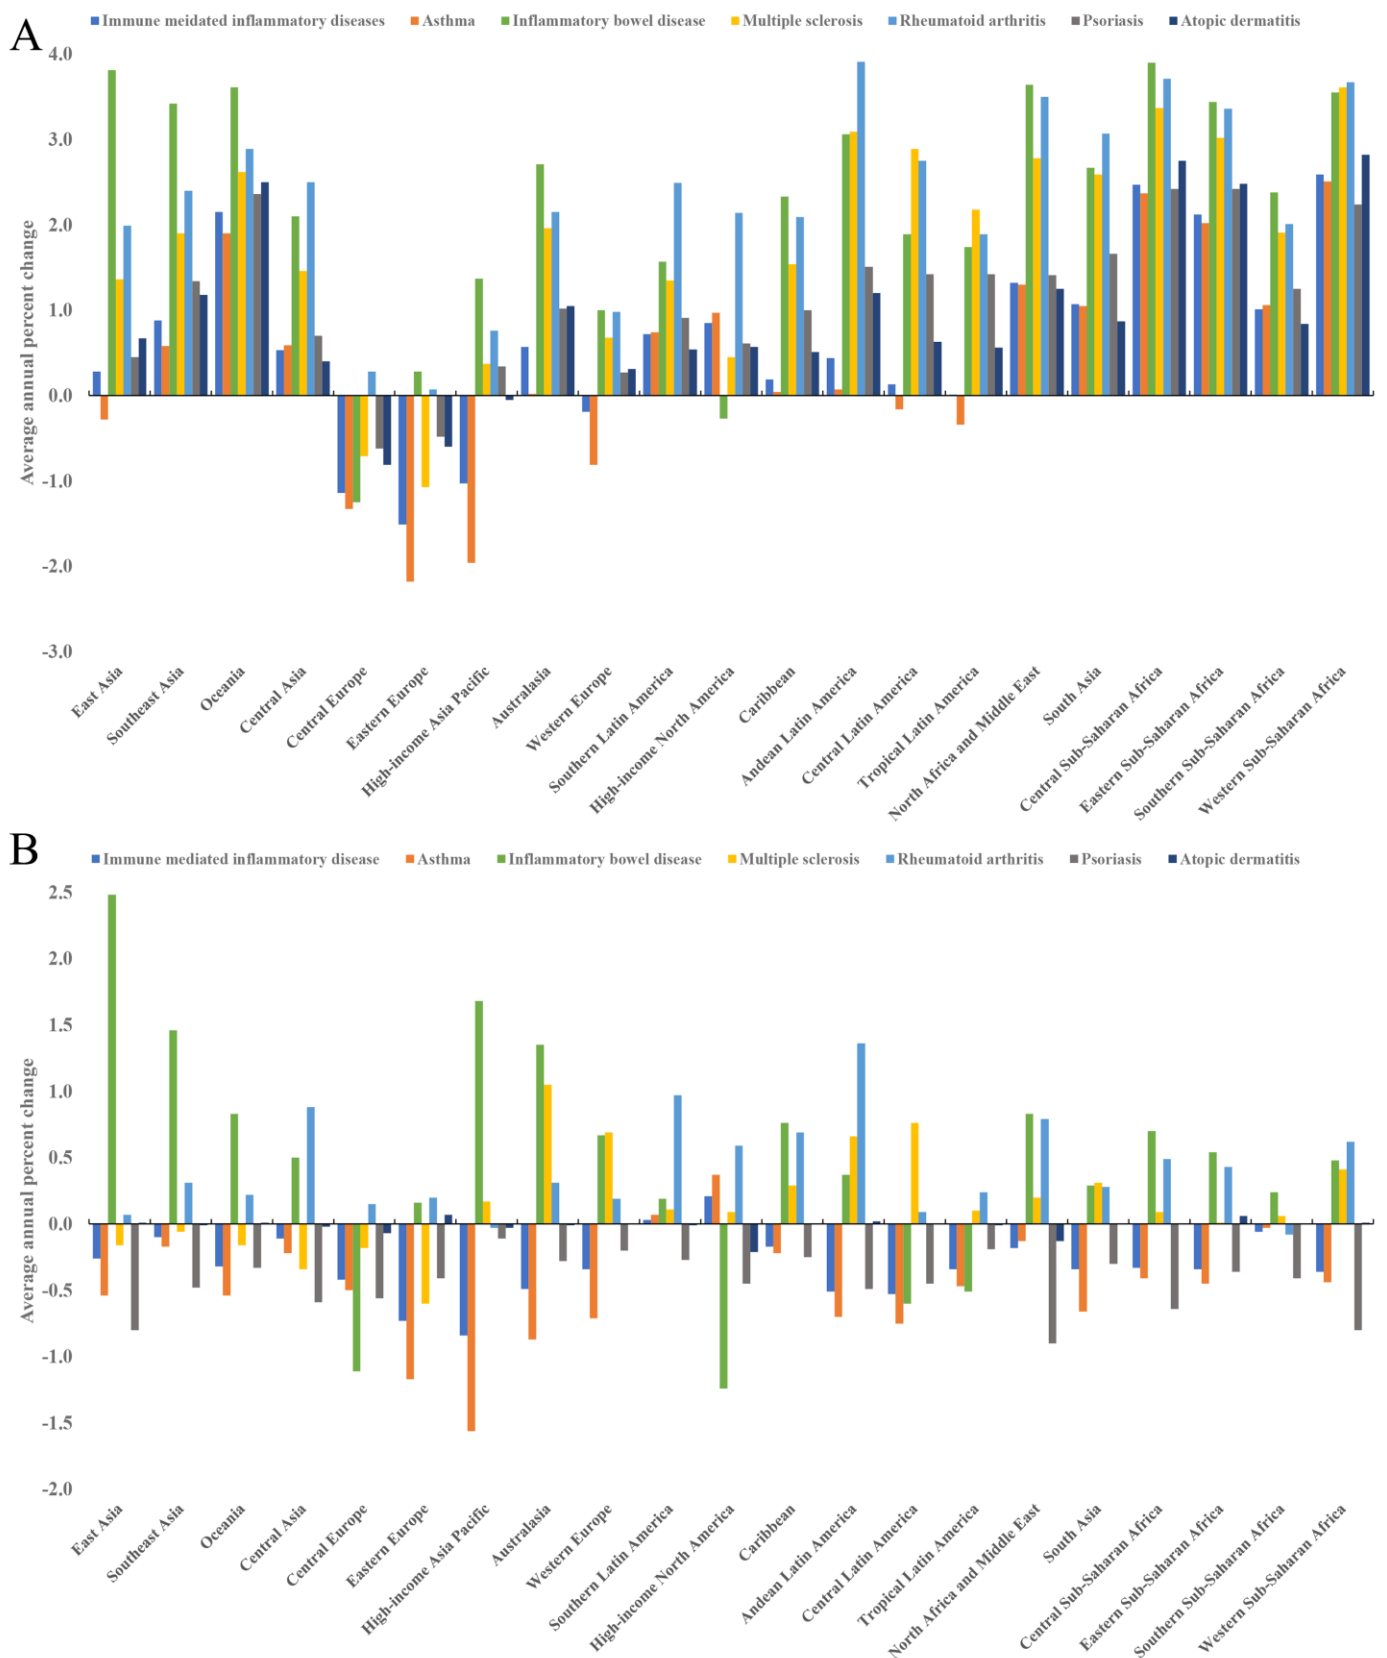 A
Immune meidated inflammatory diseases Asthma Inflammatory bowel disease Multiple sclerosis Rheumatoid arthritis Psoriasis Atopic dermatitis
Average annual percent change
4.0
3.0
2.0
1.0
0.0
-1.0
-2.0
-3.0
East Asia
Southeast Asia
Oceania
Central Asia
Central Europe
Eastern Europe
High-income Asia Pacific
Australasia
Western Europe
Southern Latin America
High-income North America
Caribbean
Andean Latin America
Central Latin America
Tropical Latin America
North Africa and Middle East
South Asia
Central Sub-Saharan Africa
Eastern Sub-Saharan Africa
Southern Sub-Saharan Africa
Western Sub-Saharan Africa
B
Immune mediated inflammatory disease Asthma Inflammatory bowel disease Multiple sclerosis Rheumatoid arthritis Psoriasis Atopic dermatitis
Average annual percent change
2.5
2.0
1.5
1.0
0.5
0.0
-0.5
-1.0
-1.5
-2.0
East Asia
Southeast Asia
Oceania
Central Asia
Central Europe
Eastern Europe
High-income Asia Pacific
Australasia
Western Europe
Southern Latin America
High-income North America
Caribbean
Andean Latin America
Central Latin America
Tropical Latin America
North Africa and Middle East
South Asia
Central Sub-Saharan Africa
Eastern Sub-Saharan Africa
Southern Sub-Saharan Africa
Western Sub-Saharan Africa